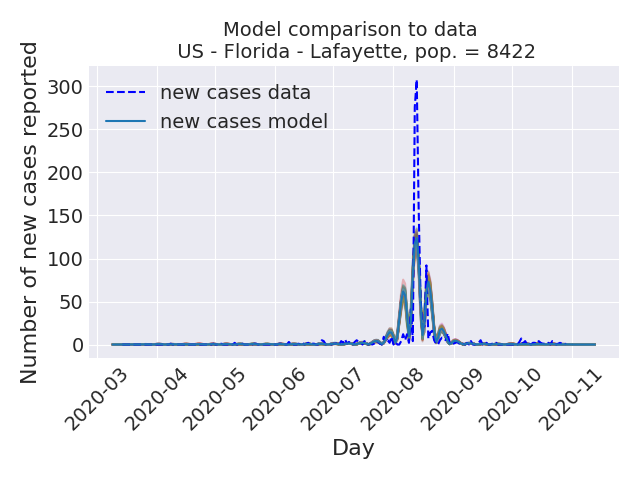 Model comparison to data
US - Florida - Lafayette, pop. = 8422
Number of new cases reported
300
250
200
150
100
50
0
new cases data
new cases model
2020-03
2020-04
2020-05
2020-06
2020-07
2020-08
2020-09
2020-10
2020-11
Day